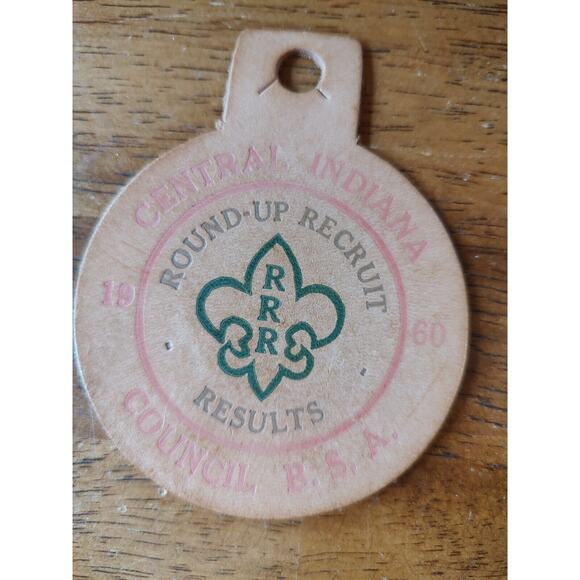 CENTRAL INDIANA
ROUND-UP RECRUIT
19 60
R
R
R
RESULTS
COUNCIL B. S. A.